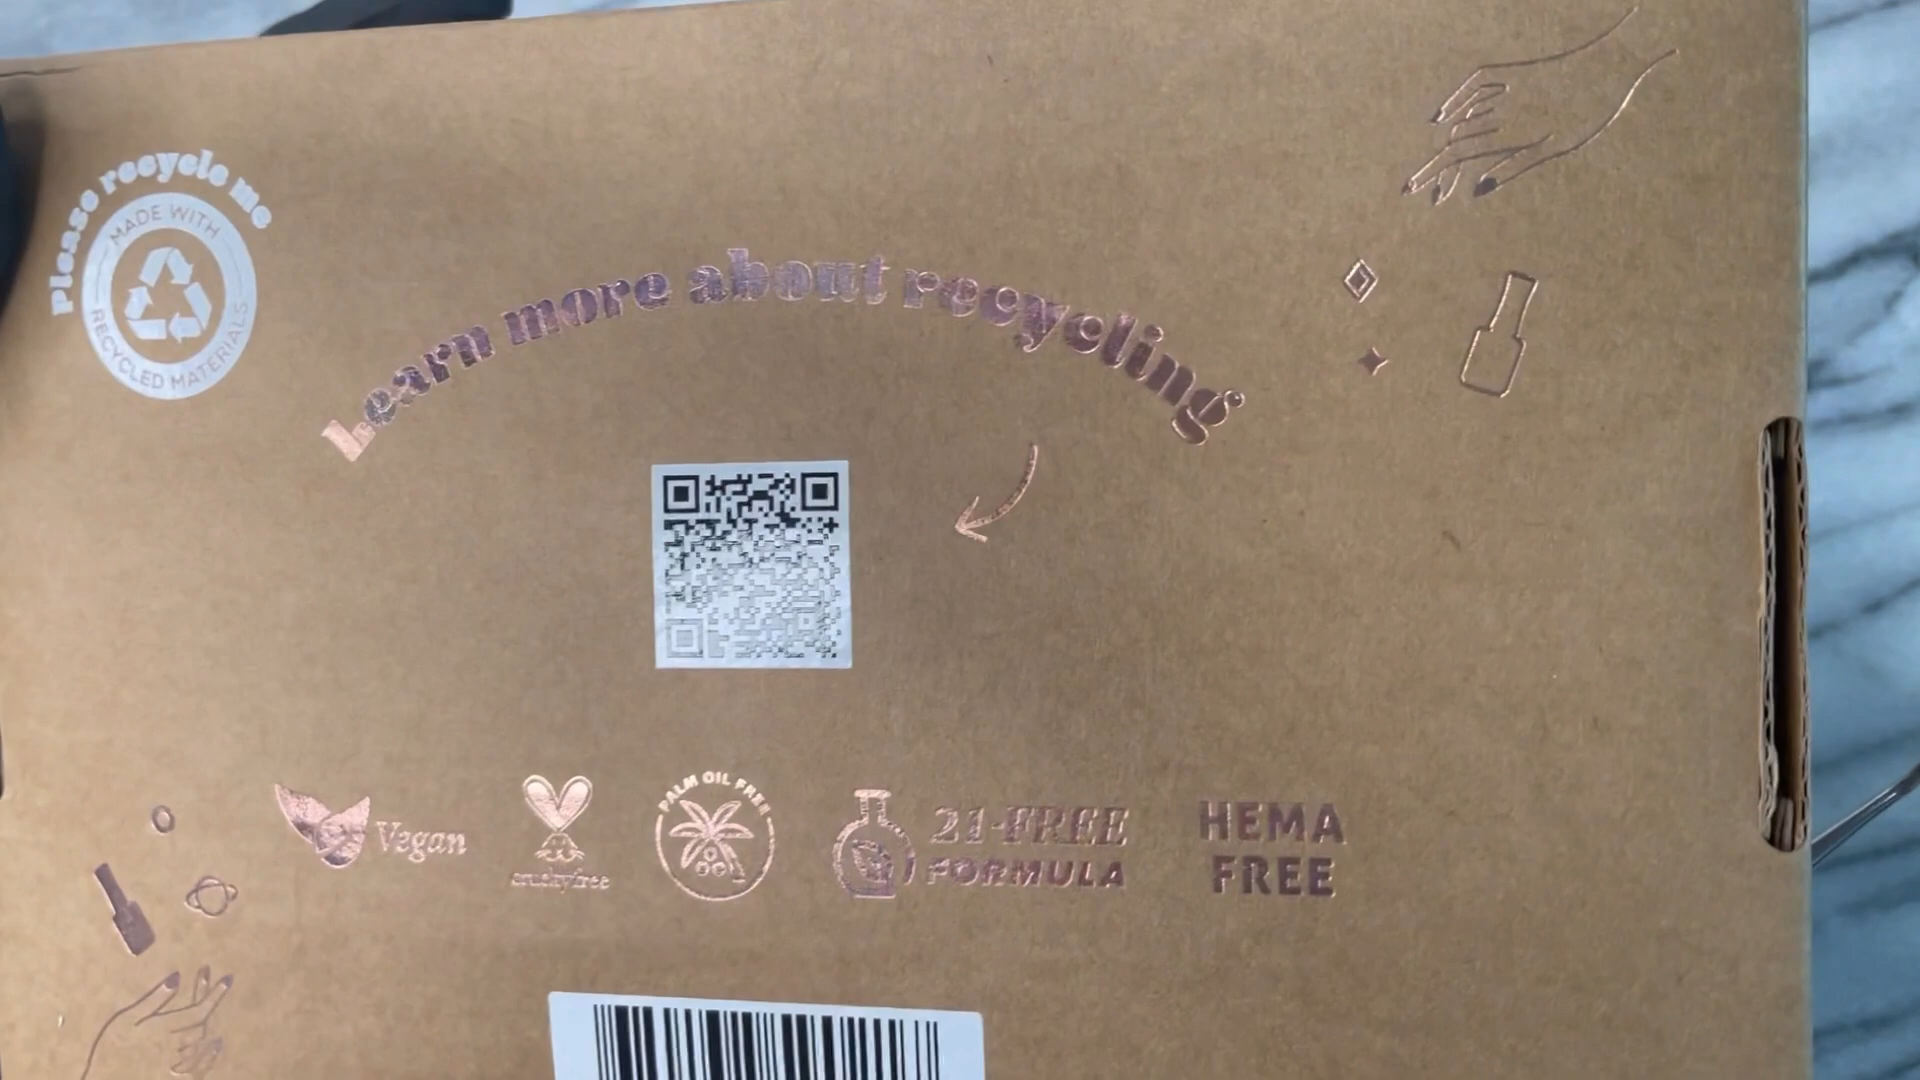 Please recycle me
MADE WITH
RECYCLED MATERIALS
Learn more about recycling
Vegan
crueltyfree
PALM OIL FREE
21-FREE
FORMULA
HEMA
FREE